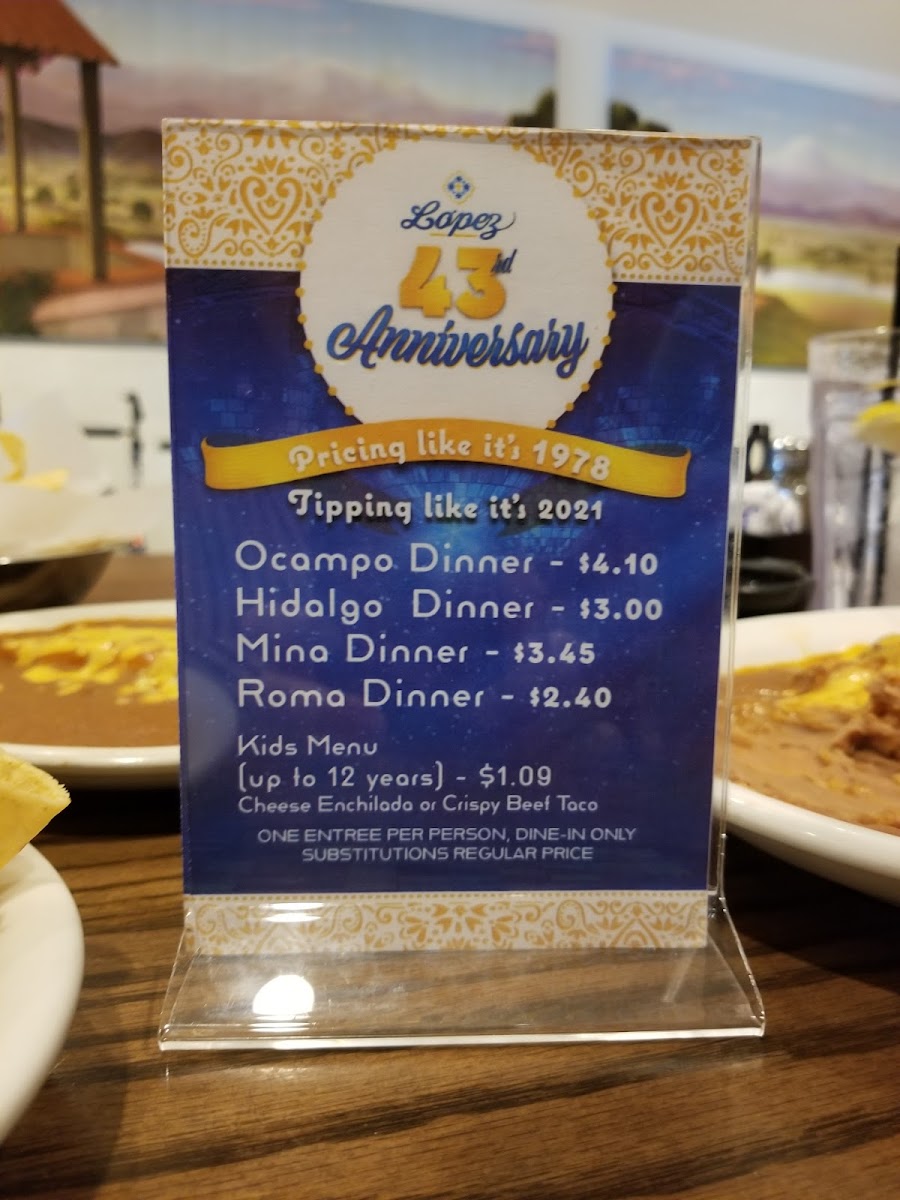 López
43rd
Anniversary
Pricing like it's 1978
Tipping like it's 2021
Ocampo Dinner - $4.10
Hidalgo Dinner - $3.00
Mina Dinner - $3.45
Roma Dinner - $2.40
Kids Menu
(up to 12 years) - $1.09
Cheese Enchilada or Crispy Beef Taco
ONE ENTREE PER PERSON, DINE-IN ONLY
SUBSTITUTIONS REGULAR PRICE